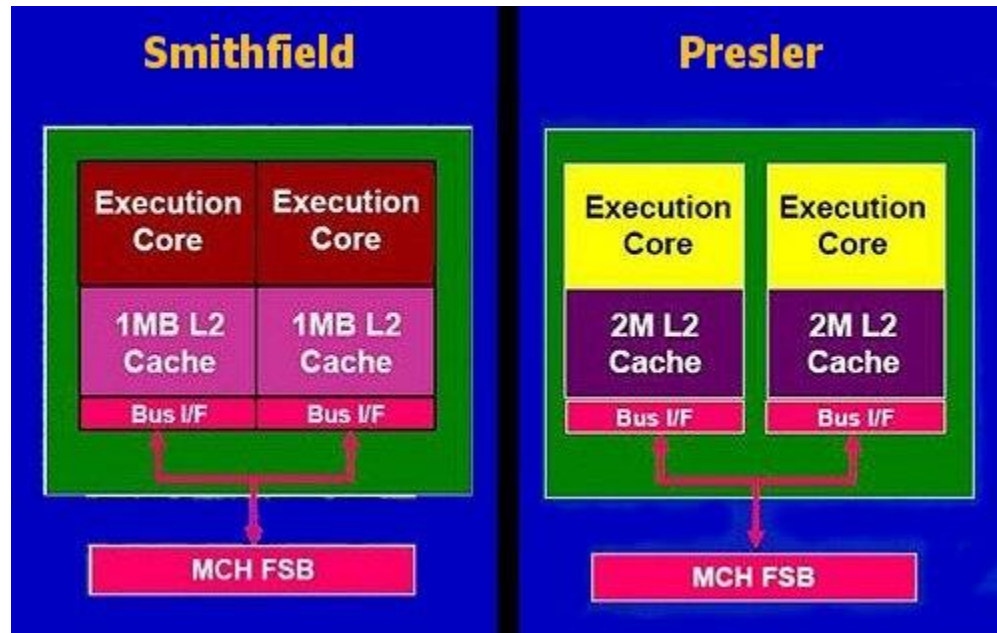 Smithfield
Execution
Core
Execution
Core
1MB L2
Cache
1MB L2
Cache
Bus I/F
Bus I/F
MCH FSB
Presler
Execution
Core
Execution
Core
2M L2
Cache
2M L2
Cache
Bus I/F
Bus I/F
MCH FSB